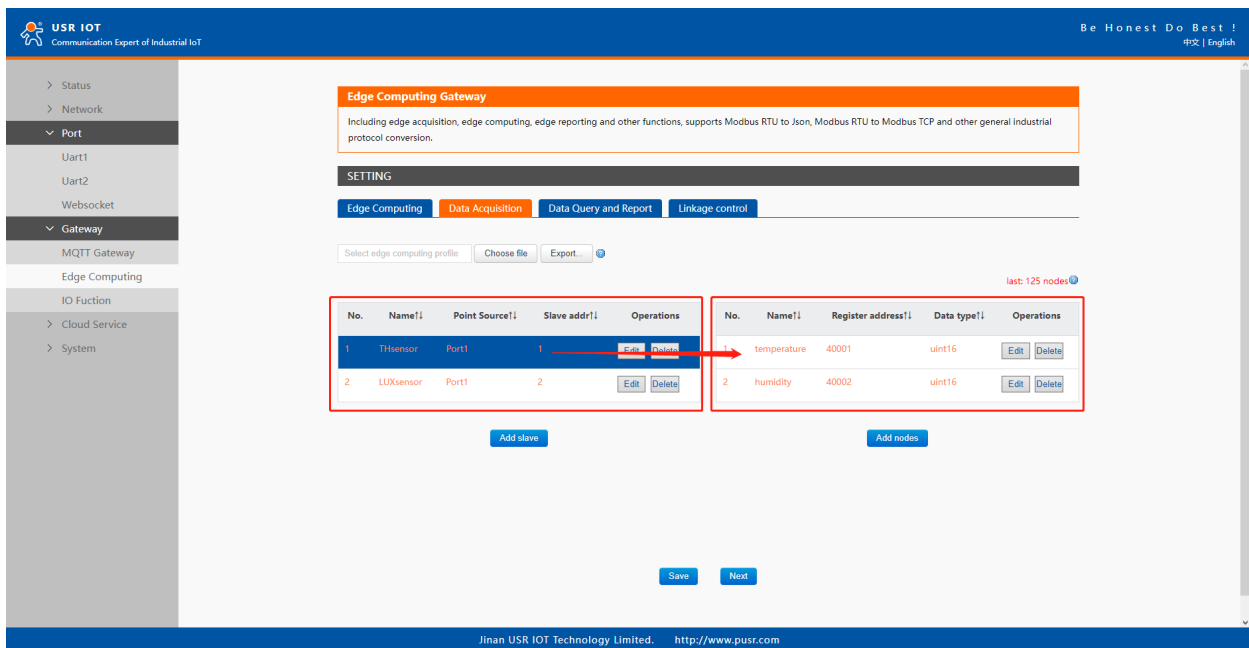 USR IOT
Communication Expert of Industrial IoT
Be Honest Do Best !
中文 | English
Status
Network
Port
Uart1
Uart2
Websocket
Gateway
MQTT Gateway
Edge Computing
IO Fuction
Cloud Service
System
Edge Computing Gateway
Including edge acquisition, edge computing, edge reporting and other functions, supports Modbus RTU to Json, Modbus RTU to Modbus TCP and other general industrial
protocol conversion.
SETTING
Edge Computing Data Acquisition Data Query and Report Linkage control
Select edge computing profile Choose file Export...
last: 125 nodes
No. Name↑↓ Point Source↑↓ Slave addr↑↓ Operations
1 THsensor Port1 1 Edit Delete
2 LUXsensor Port1 2 Edit Delete
Add slave
No. Name↑↓ Register address↑↓ Data type↑↓ Operations
1 temperature 40001 uint16 Edit Delete
2 humidity 40002 uint16 Edit Delete
Add nodes
Save Next
Jinan USR IOT Technology Limited. http://www.pusr.com